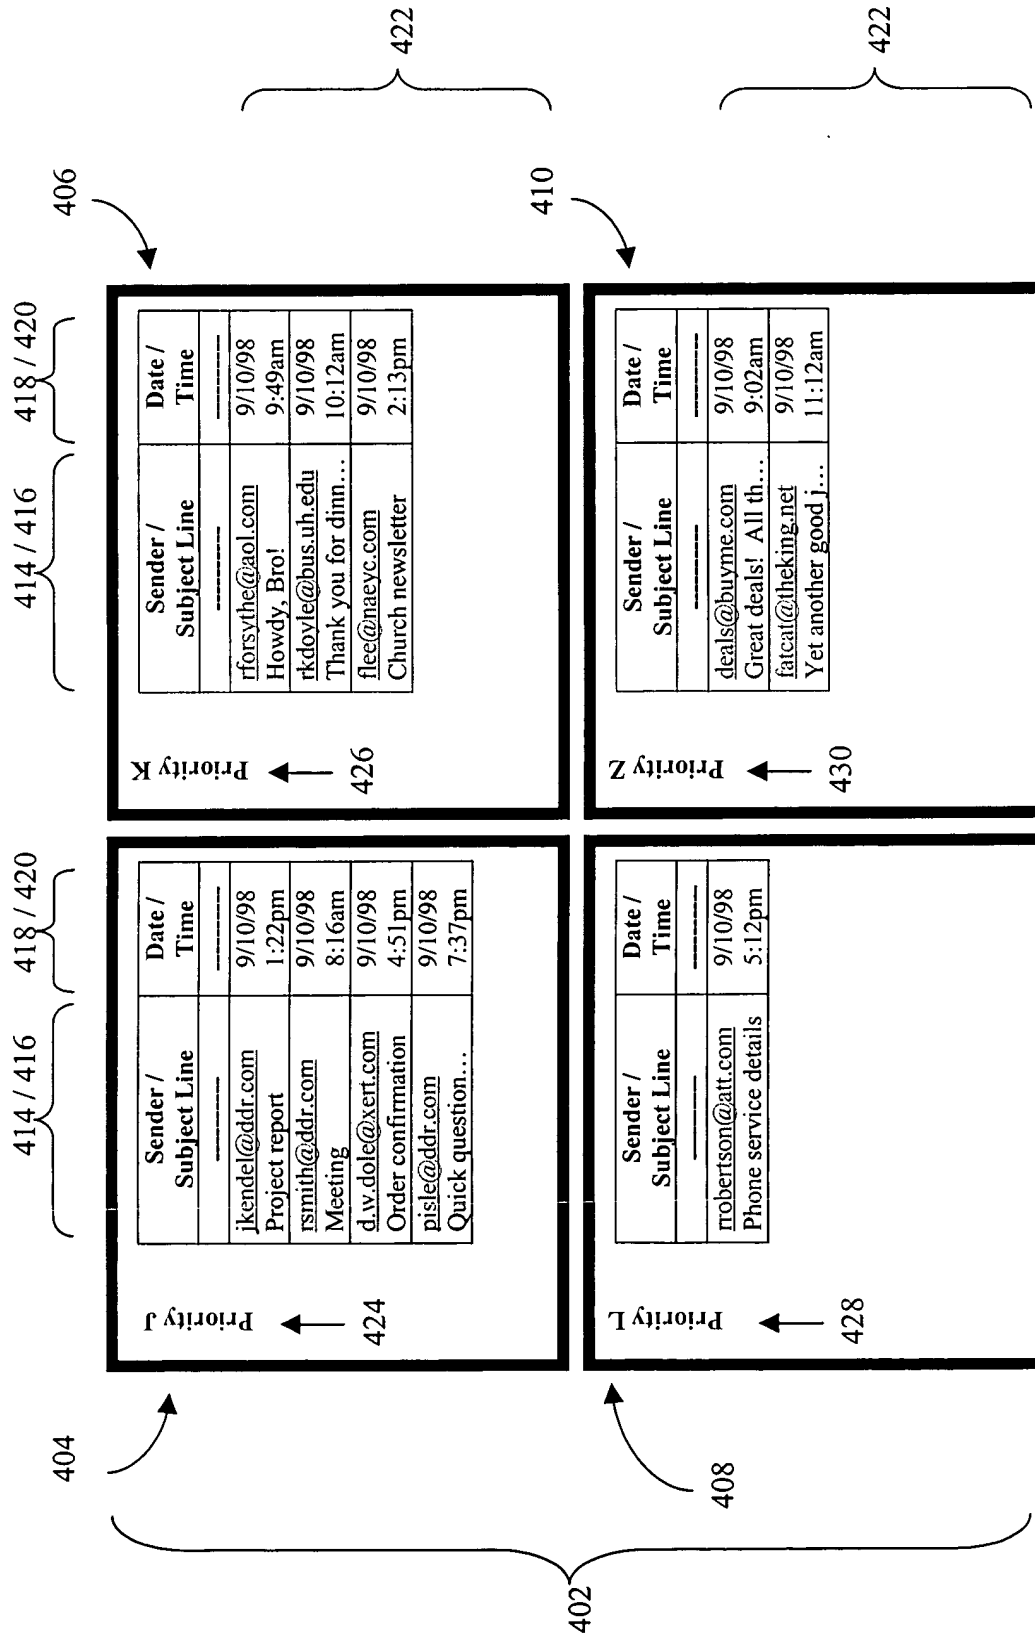 414 / 416
418 / 420
414 / 416
418 / 420
404
406
402
Priority J
424
Sender / Subject Line
Date / Time
----------
---------
jkendel@ddr.com
9/10/98
Project report
1:22pm
rsmith@ddr.com
9/10/98
Meeting
8:16am
d.w.dole@xert.com
9/10/98
Order confirmation
4:51pm
pisle@ddr.com
9/10/98
Quick question...
7:37pm
Priority K
426
Sender / Subject Line
Date / Time
----------
---------
rforsythe@aol.com
9/10/98
Howdy, Bro!
9:49am
rkdoyle@bus.uh.edu
9/10/98
Thank you for dinn...
10:12am
flee@naeyc.com
9/10/98
Church newsletter
2:13pm
422
408
410
Priority L
428
Sender / Subject Line
Date / Time
----------
---------
rrobertson@att.com
9/10/98
Phone service details
5:12pm
Priority Z
430
Sender / Subject Line
Date / Time
----------
---------
deals@buyme.com
9/10/98
Great deals! All th...
9:02am
fatcat@theking.net
9/10/98
Yet another good j...
11:12am
422